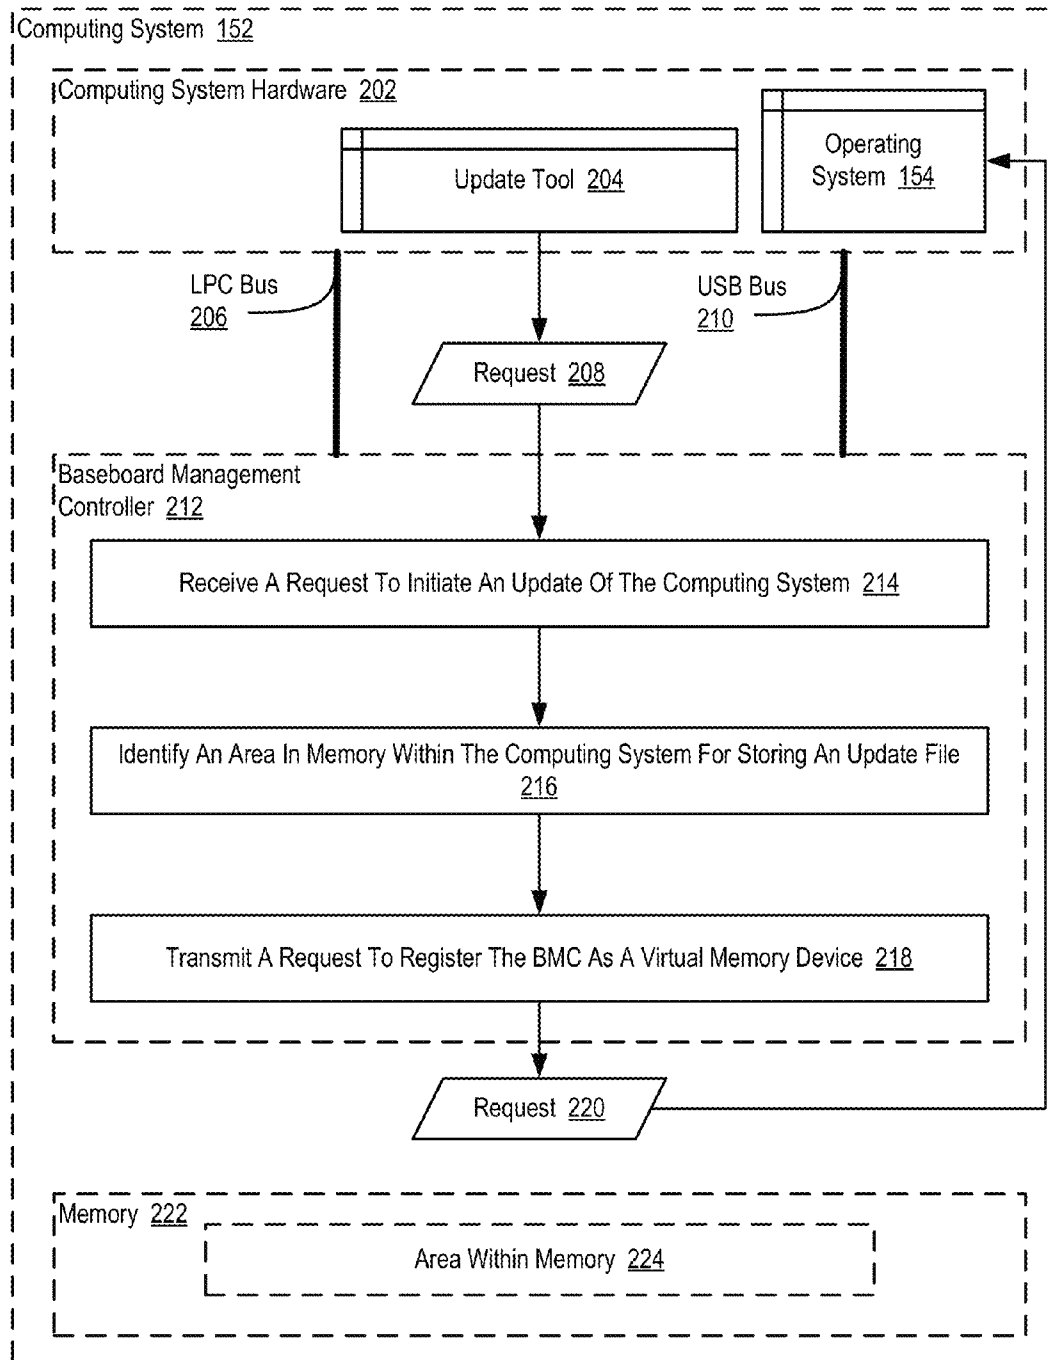 Computing System 152
Computing System Hardware 202
Operating
System 154
Update Tool 204
LPC Bus
206
USB Bus
210
Request 208
Baseboard Management
Controller 212
Receive A Request To Initiate An Update Of The Computing System 214
Identify An Area In Memory Within The Computing System For Storing An Update File
216
Transmit A Request To Register The BMC As A Virtual Memory Device 218
Request 220
Memory 222
Area Within Memory 224